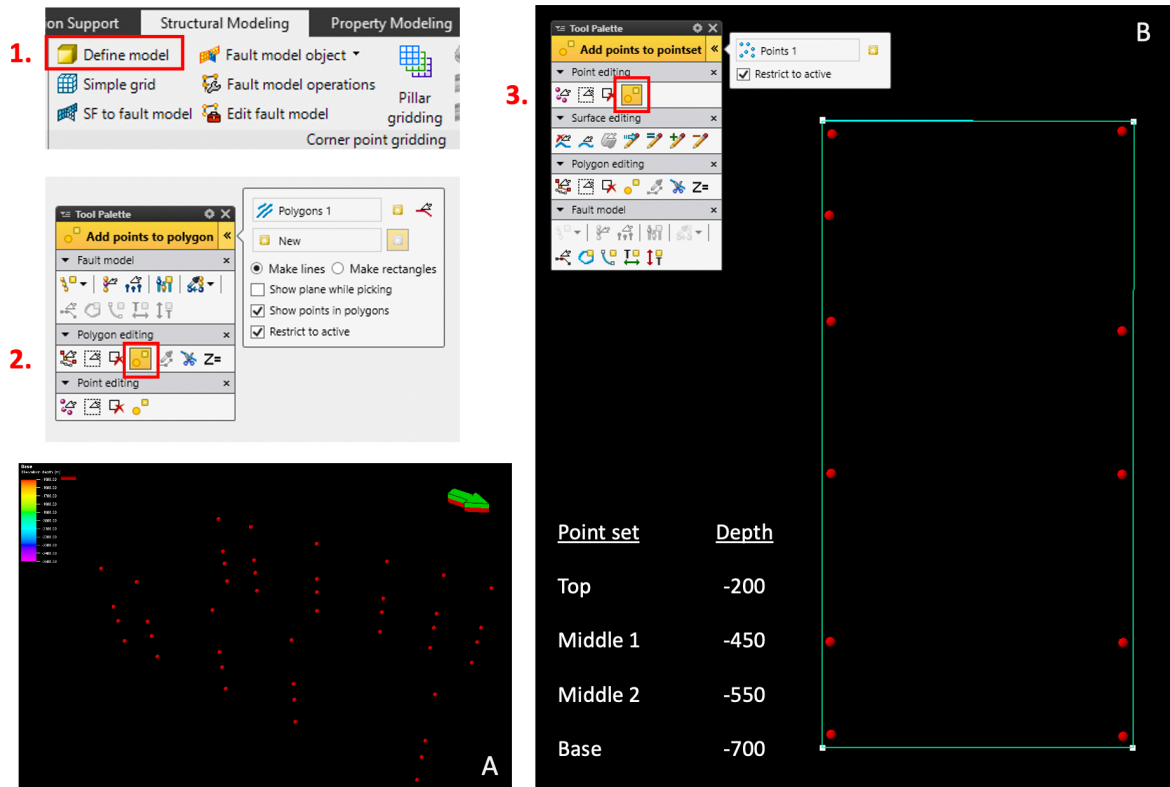 1.
on Support Structural Modeling Property Modeling
Define model
Fault model object
Simple grid
Fault model operations
SF to fault model
Edit fault model
Pillar
gridding
Corner point gridding
2.
Tool Palette
Add points to polygon «
Fault model
Polygon editing
Z=
Point editing
Polygons 1
New
Make lines Make rectangles
Show plane while picking
Show points in polygons
Restrict to active
Base
A
3.
Tool Palette
Add points to pointset «
Point editing
Surface editing
Polygon editing
Z=
Fault model
Points 1
Restrict to active
B
Point set Depth
Top -200
Middle 1 -450
Middle 2 -550
Base -700